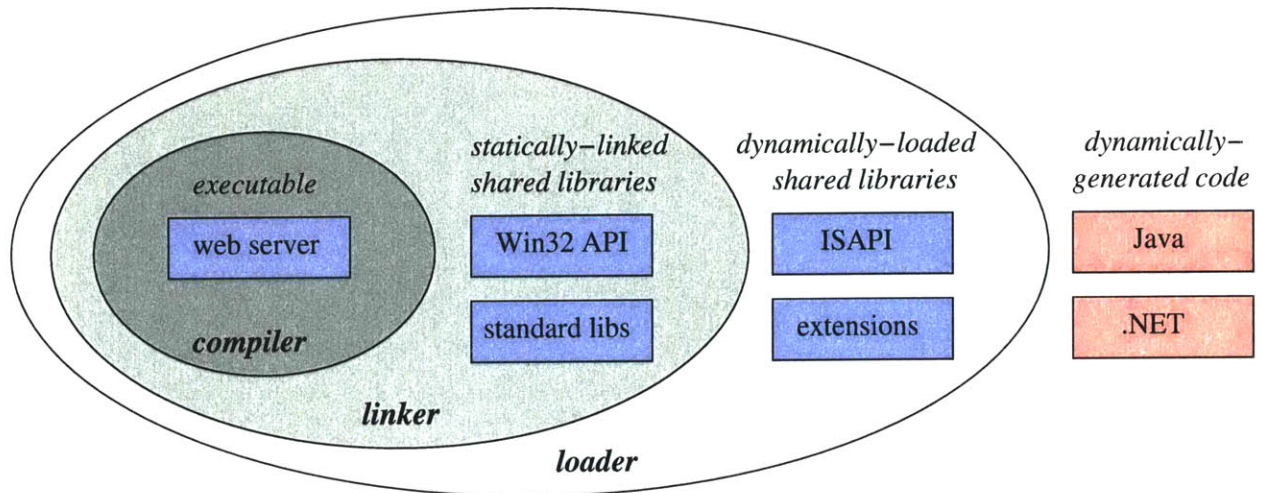 executable
web server
compiler
statically-linked
shared libraries
Win32 API
standard libs
linker
dynamically-loaded
shared libraries
ISAPI
extensions
loader
dynamically-
generated code
Java
.NET